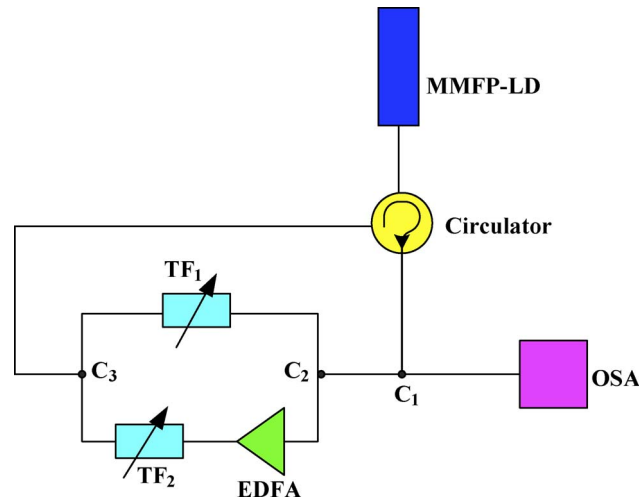 MMFP-LD
Circulator
TF₁
C₃
C₂
C₁
OSA
TF₂
EDFA